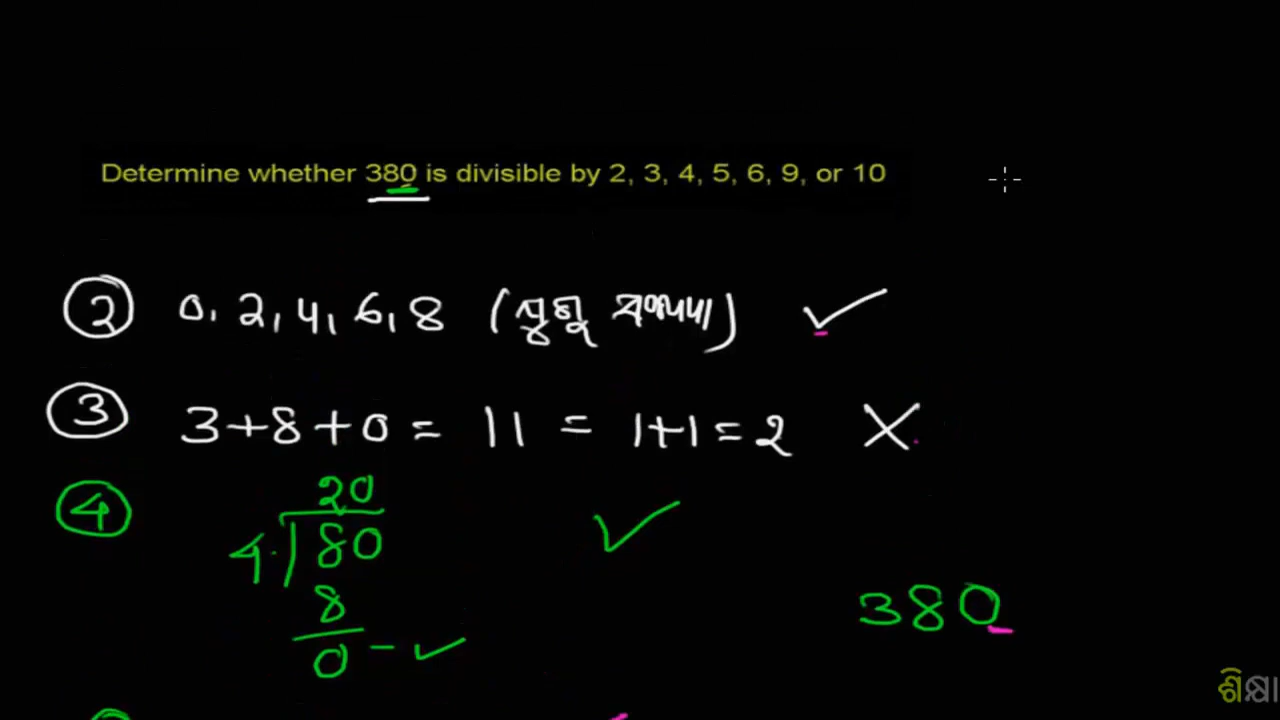 Determine whether 380 is divisible by 2, 3, 4, 5, 6, 9, or 10
2 0, 2, 4, 6, 8 (ଯୁଗ୍ମ ସଂଖ୍ୟା) ✓
3 3+8+0 = 11 = 1+1=2 X
4 20
4 80 ✓
8
0 - ✓
380
ଶିକ୍ଷା